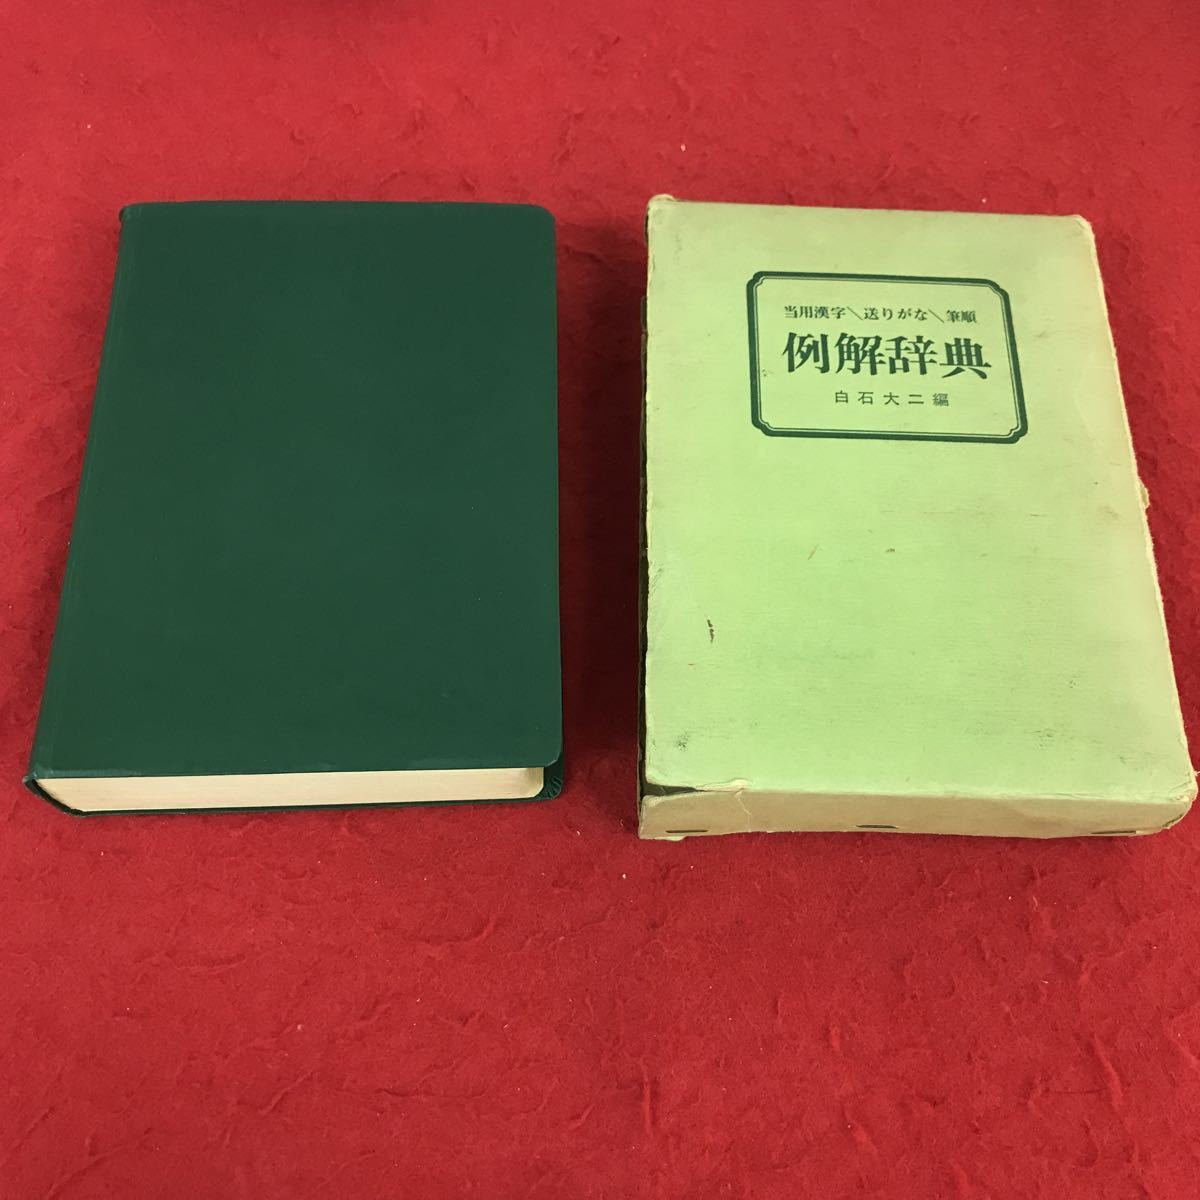 当用漢字\送りがな\筆順
例解辞典
白石大二編